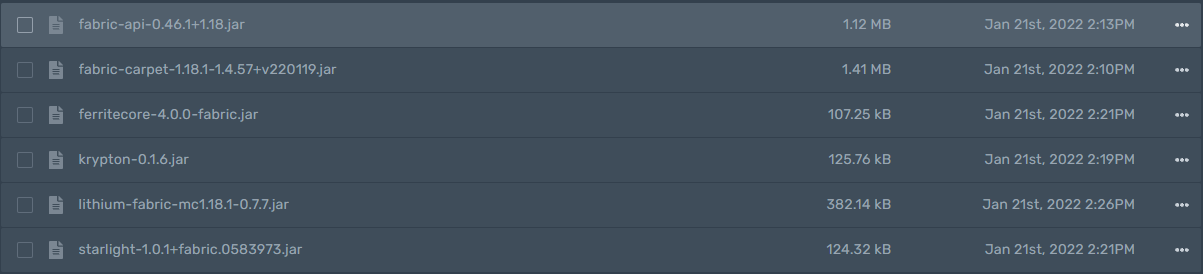 fabric-api-0.46.1+1.18.jar 1.12 MB Jan 21st, 2022 2:13PM
fabric-carpet-1.18.1-1.4.57+v220119.jar 1.41 MB Jan 21st, 2022 2:10PM
ferritecore-4.0.0-fabric.jar 107.25 kB Jan 21st, 2022 2:21PM
krypton-0.1.6.jar 125.76 kB Jan 21st, 2022 2:19PM
lithium-fabric-mc1.18.1-0.7.7.jar 382.14 kB Jan 21st, 2022 2:26PM
starlight-1.0.1+fabric.0583973.jar 124.32 kB Jan 21st, 2022 2:21PM